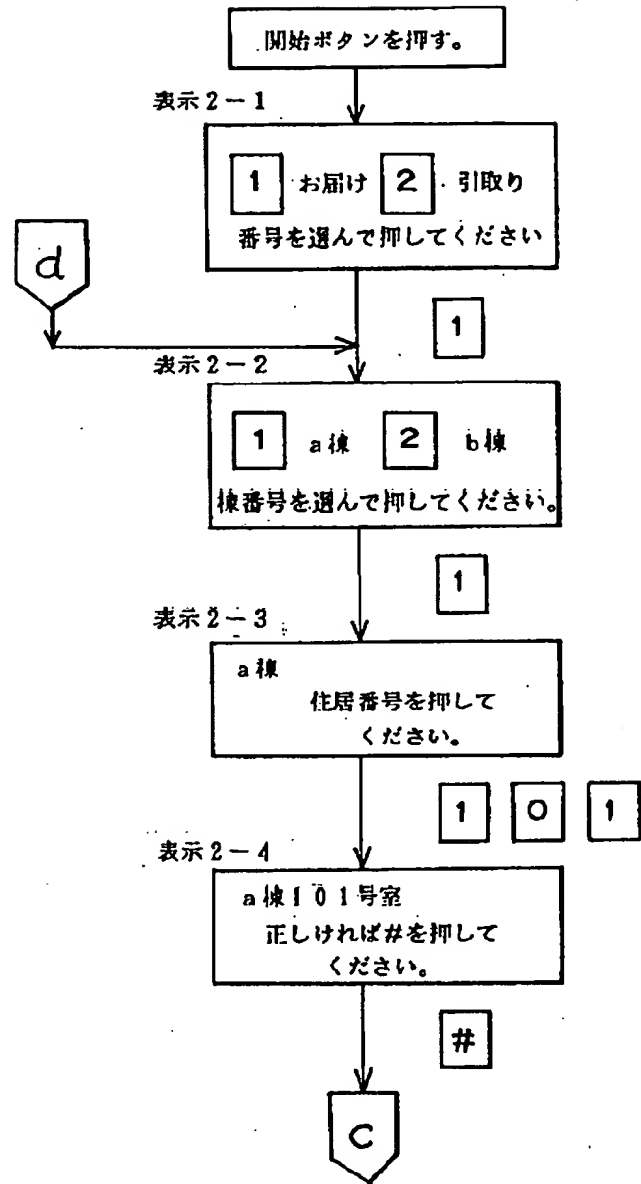 開始ボタンを押す。
表示2-1
1 お届け 2 引取り
番号を選んで押してください
d
1
表示2-2
1 a棟 2 b棟
棟番号を選んで押してください。
1
表示2-3
a棟
住居番号を押して
ください。
1 0 1
表示2-4
a棟101号室
正しければ#を押して
ください。
#
c